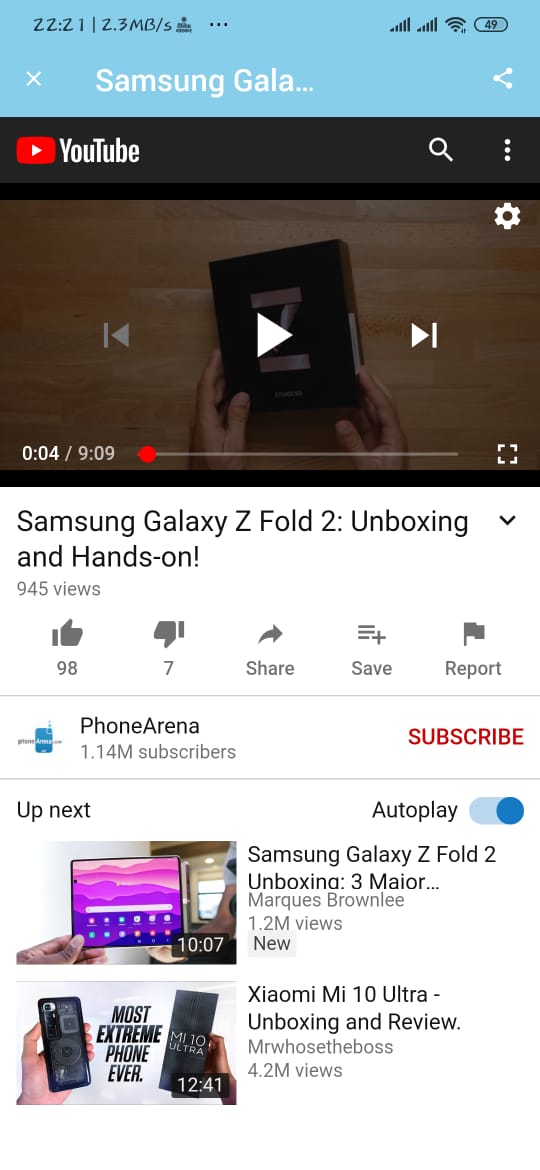 22:21 | 2.3MB/s ...
49
Samsung Gala...
YouTube
Z
0:04 / 9:09
Samsung Galaxy Z Fold 2: Unboxing
and Hands-on!
945 views
98
7
Share
Save
Report
phoneArena.com
PhoneArena
1.14M subscribers
SUBSCRIBE
Up next
Autoplay
10:07
Samsung Galaxy Z Fold 2
Unboxing: 3 Major...
Marques Brownlee
1.2M views
New
MOST
EXTREME
PHONE
EVER.
MI 10
ULTRA
12:41
Xiaomi Mi 10 Ultra -
Unboxing and Review.
Mrwhosetheboss
4.2M views